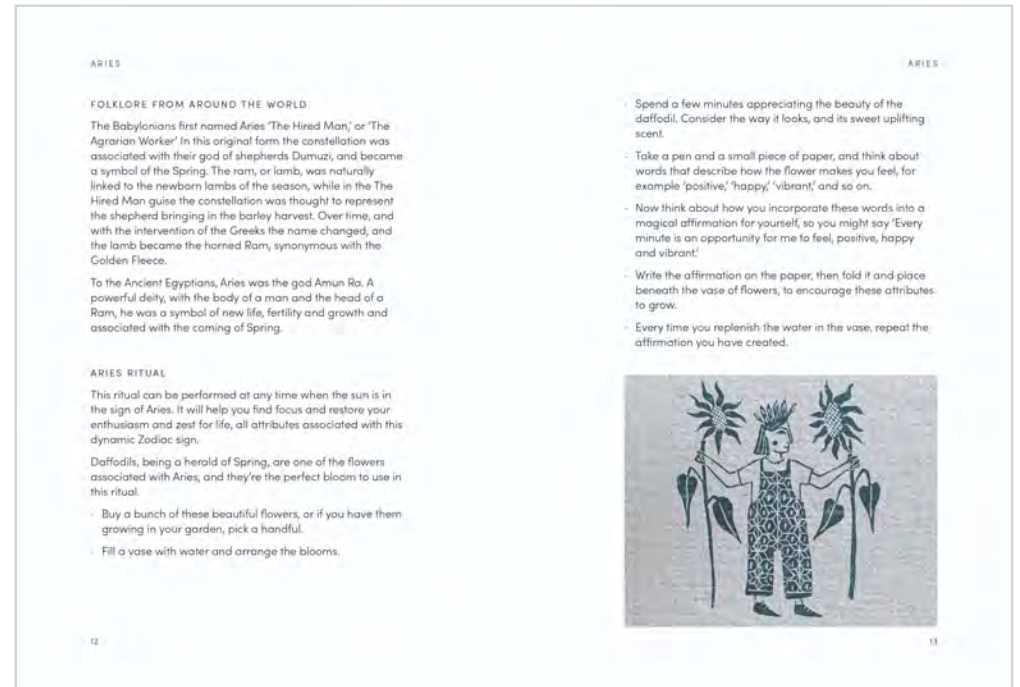 ARIES
FOLKLORE FROM AROUND THE WORLD
The Babylonians first named Aries ‘The Hired Man,’ or ‘The
Agrarian Worker’ In this original form the constellation was
associated with their god of shepherds Dumuzi, and became
a symbol of the Spring. The ram, or lamb, was naturally
linked to the newborn lambs of the season, while in the The
Hired Man guise the constellation was thought to represent
the shepherd bringing in the barley harvest. Over time, and
with the intervention of the Greeks the name changed, and
the lamb became the horned Ram, synonymous with the
Golden Fleece.
To the Ancient Egyptians, Aries was the god Amun Ra. A
powerful deity, with the body of a man and the head of a
Ram, he was a symbol of new life, fertility and growth and
associated with the coming of Spring.
ARIES RITUAL
This ritual can be performed at any time when the sun is in
the sign of Aries. It will help you find focus and restore your
enthusiasm and zest for life, all attributes associated with this
dynamic Zodiac sign.
Daffodils, being a herald of Spring, are one of the flowers
associated with Aries, and they’re the perfect bloom to use in
this ritual.
· Buy a bunch of these beautiful flowers, or if you have them
growing in your garden, pick a handful.
· Fill a vase with water and arrange the blooms.
12
ARIES
· Spend a few minutes appreciating the beauty of the
daffodil. Consider the way it looks, and its sweet uplifting
scent.
· Take a pen and a small piece of paper, and think about
words that describe how the flower makes you feel, for
example ‘positive,’ ‘happy,’ ‘vibrant,’ and so on.
· Now think about how you incorporate these words into a
magical affirmation for yourself, so you might say ‘Every
minute is an opportunity for me to feel, positive, happy
and vibrant.’
· Write the affirmation on the paper, then fold it and place
beneath the vase of flowers, to encourage these attributes
to grow.
· Every time you replenish the water in the vase, repeat the
affirmation you have created.
13